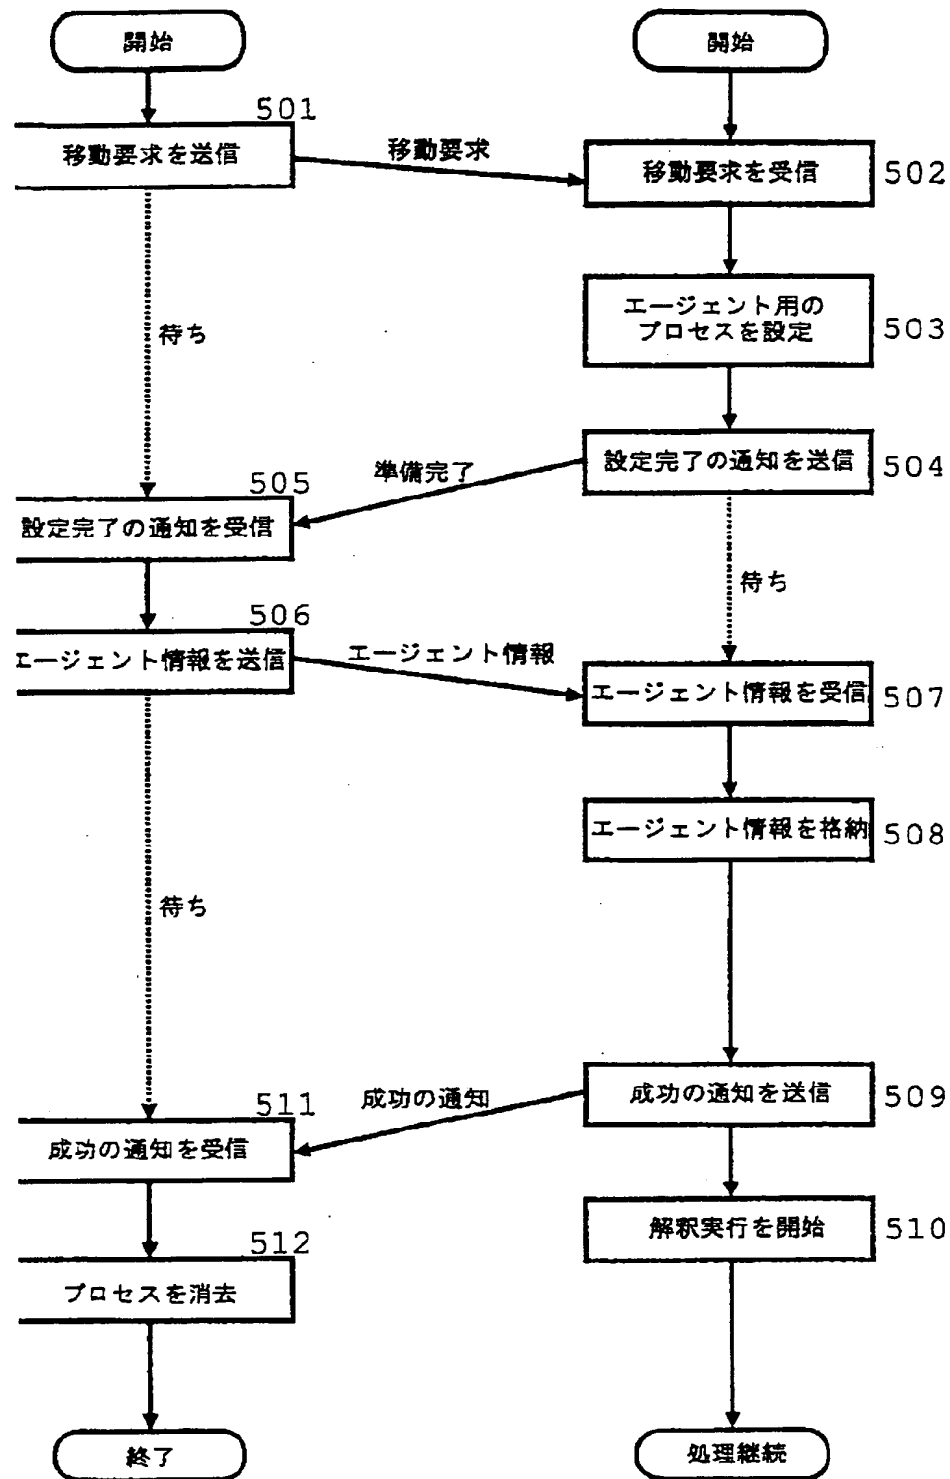 開始
開始
501
移動要求を送信
移動要求
移動要求を受信
502
エージェント用の
プロセスを設定
503
待ち
設定完了の通知を送信
504
準備完了
505
設定完了の通知を受信
待ち
506
エージェント情報を送信
エージェント情報
エージェント情報を受信
507
エージェント情報を格納
508
待ち
成功の通知を送信
509
成功の通知
511
成功の通知を受信
解釈実行を開始
510
512
プロセスを消去
終了
処理継続